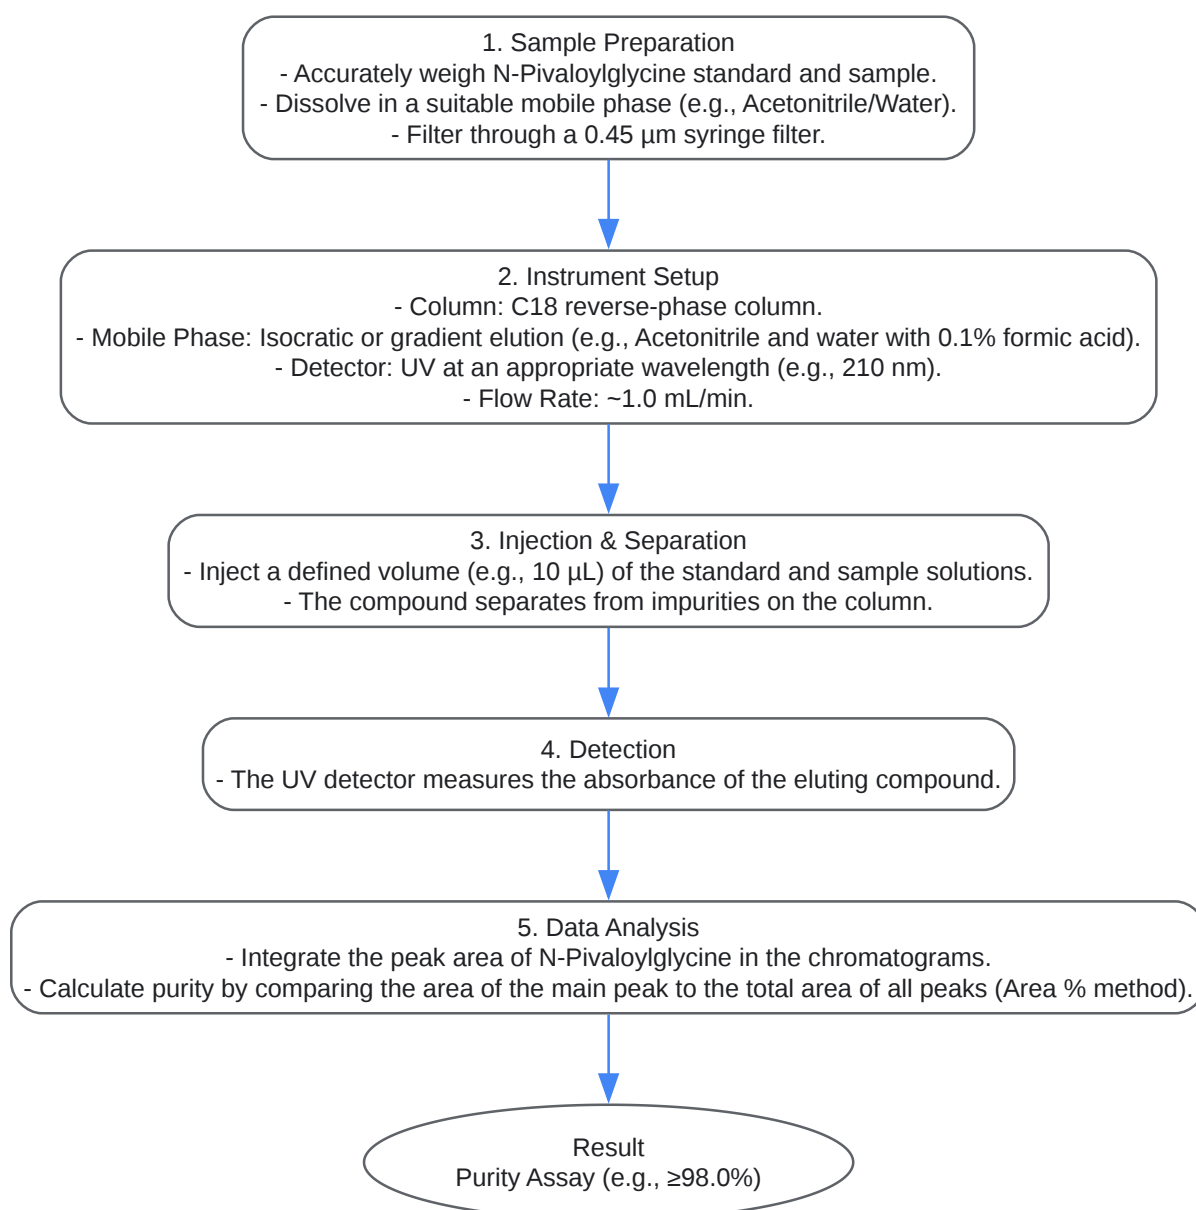 1. Sample Preparation
- Accurately weigh N-Pivaloylglycine standard and sample.
- Dissolve in a suitable mobile phase (e.g., Acetonitrile/Water).
- Filter through a 0.45 µm syringe filter.
2. Instrument Setup
- Column: C18 reverse-phase column.
- Mobile Phase: Isocratic or gradient elution (e.g., Acetonitrile and water with 0.1% formic acid).
- Detector: UV at an appropriate wavelength (e.g., 210 nm).
- Flow Rate: ~1.0 mL/min.
3. Injection & Separation
- Inject a defined volume (e.g., 10 µL) of the standard and sample solutions.
- The compound separates from impurities on the column.
4. Detection
- The UV detector measures the absorbance of the eluting compound.
5. Data Analysis
- Integrate the peak area of N-Pivaloylglycine in the chromatograms.
- Calculate purity by comparing the area of the main peak to the total area of all peaks (Area % method).
Result
Purity Assay (e.g., ≥98.0%)